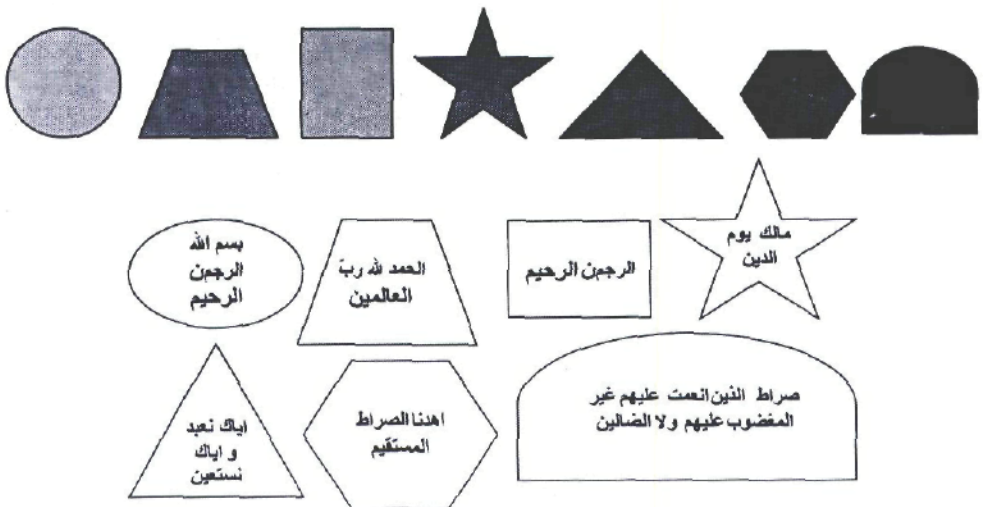 بسم الله
الرحمن
الرحيم
الحمد لله ربّ
العالمين
الرحمن الرحيم
مالك يوم
الدين
اياك نعبد
و اياك
نستعين
اهدنا الصراط
المستقيم
صراط الذين انعمت عليهم غير
المغضوب عليهم ولا الضالين